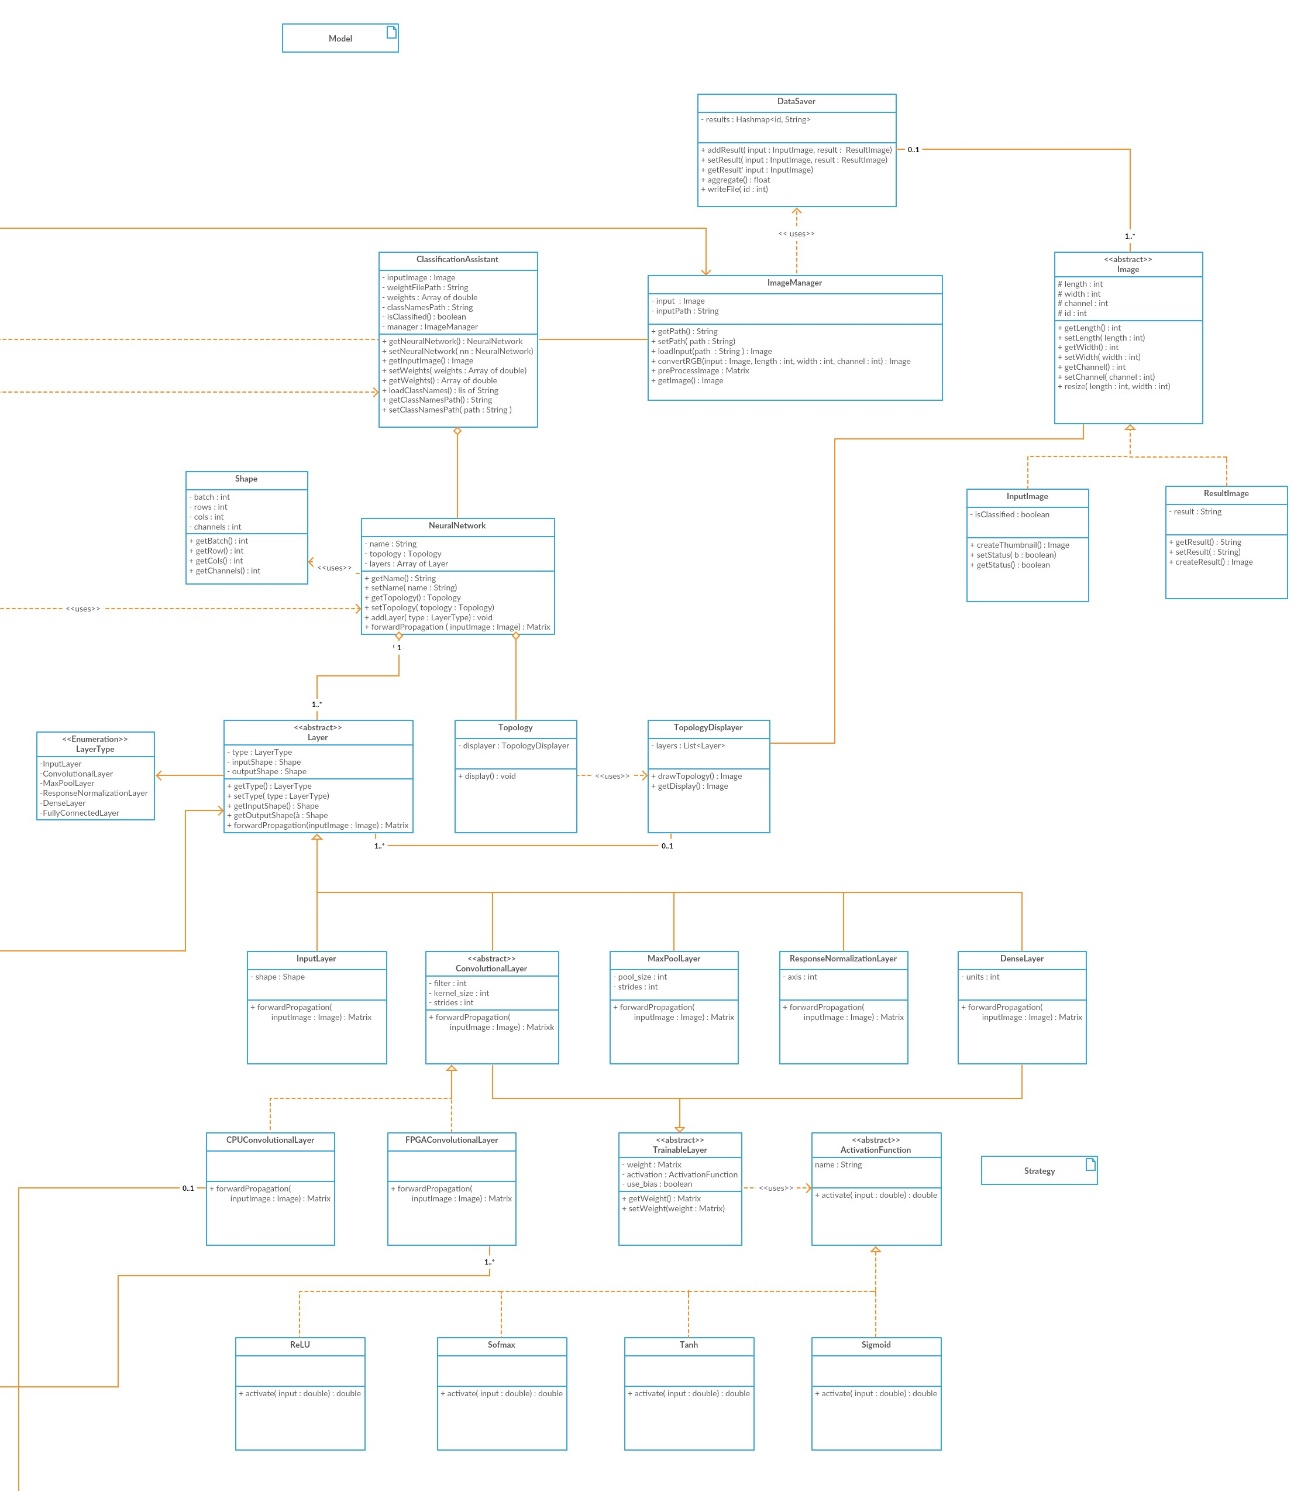 Model
DataSaver
- results : Hashmap<id, String>
+ addResult( input : InputImage, result : ResultImage)
+ setResult( input : InputImage, result : ResultImage)
+ getResult' input : InputImage)
+ aggregate() : float
+ writeFile( id : int)
0..1
1..*
<< uses>>
ClassificationAssistant
- inputImage : Image
- weightFilePath : String
- weights : Array of double
- classNamesPath : String
- isClassified() : boolean
- manager : ImageManager
+ getNeuralNetwork() : NeuralNetwork
+ setNeuralNetwork( nn : NeuralNetwork)
+ getInputImage() : Image
+ setWeights( weights : Array of double)
+ getWeights() : Array of double
+ loadClassNames() : lis of String
+ getClassNamesPath() : String
+ setClassNamesPath( path : String )
ImageManager
- input : Image
- inputPath : String
+ getPath() : String
+ setPath( path : String)
+ loadInput(path : String ) : Image
+ convertRGB(input : Image, length : int, width : int, channel : int) : Image
+ preProcessImage : Matrix
+ getImage() : Image
<<abstract>>
Image
# length : int
# width : int
# channel : int
# id : int
+ getLength() : int
+ setLength( length : int)
+ getWidth() : int
+ setWidth( width : int)
+ getChannel() : int
+ setChannel( channel : int)
+ resize( length : int, width : int)
Shape
- batch : int
- rows : int
- cols : int
- channels : int
+ getBatch() : int
+ getRow() : int
+ getCols() : int
+ getChannels() : int
<<uses>>
NeuralNetwork
- name : String
- topology : Topology
- layers : Array of Layer
+ getName() : String
+ setName( name : String)
+ getTopology() : Topology
+ setTopology( topology : Topology)
+ addLayer( type : LayerType) : void
+ forwardPropagation ( inputImage : Image) : Matrix
InputImage
- isClassified : boolean
+ createThumbnail() : Image
+ setStatus( b : boolean)
+ getStatus() : boolean
ResultImage
- result : String
+ getResult() : String
+ setResult( : String)
+ createResult() : Image
<<uses>>
' 1
1..*
<<Enumeration>>
LayerType
-InputLayer
-ConvolutionalLayer
-MaxPoolLayer
-ResponseNormalizationLayer
-DenseLayer
-FullyConnectedLayer
<<abstract>>
Layer
- type : LayerType
- inputShape : Shape
- outputShape : Shape
+ getType() : LayerType
+ setType( type : LayerType)
+ getInputShape() : Shape
+ getOutputShape(à : Shape
+ forwardPropagation(inputImage : Image) : Matrix
Topology
- displayer : TopologyDisplayer
+ display() : void
<<uses>>
TopologyDisplayer
- layers : List<Layer>
+ drawTopology() : Image
+ getDisplay() : Image
1..*
0..1
InputLayer
- shape : Shape
+ forwardPropagation(
inputImage : Image) : Matrix
<<abstract>>
ConvolutionalLayer
- filter : int
- kernel_size : int
- strides : int
+ forwardPropagation(
inputImage : Image) : Matrixk
MaxPoolLayer
- pool_size : int
- strides : int
+ forwardPropagation(
inputImage : Image) : Matrix
ResponseNormalizationLayer
- axis : int
+ forwardPropagation(
inputImage : Image) : Matrix
DenseLayer
- units : int
+ forwardPropagation(
inputImage : Image) : Matrix
CPUConvolutionalLayer
+ forwardPropagation(
inputImage : Image) : Matrix
0..1
FPGAConvolutionalLayer
+ forwardPropagation(
inputImage : Image) : Matrix
1..*
<<abstract>>
TrainableLayer
- weight : Matrix
- activation : ActivationFunction
- use_bias : boolean
+ getWeight() : Matrix
+ setWeight(weight : Matrix)
<<uses>>
<<abstract>>
ActivationFunction
name : String
+ activate( input : double) : double
Strategy
ReLU
+ activate( input : double) : double
Sofmax
+ activate( input : double) : double
Tanh
+ activate( input : double) : double
Sigmoid
+ activate( input : double) : double